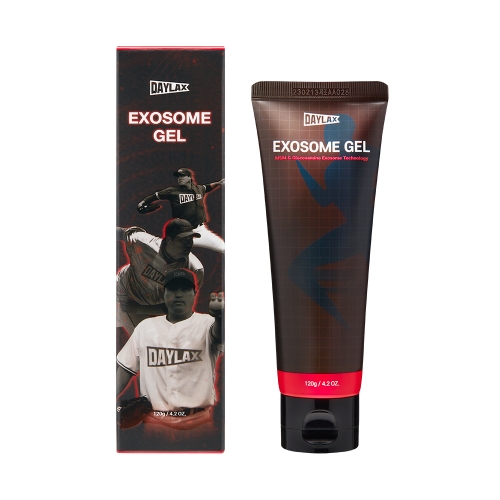 DAYLAX
EXOSOME
GEL
DAYLAX
120g / 4.2 OZ.
DAYLAX
EXOSOME GEL
MSM & Glucosamine Exosome Technology
120g / 4.2 OZ.